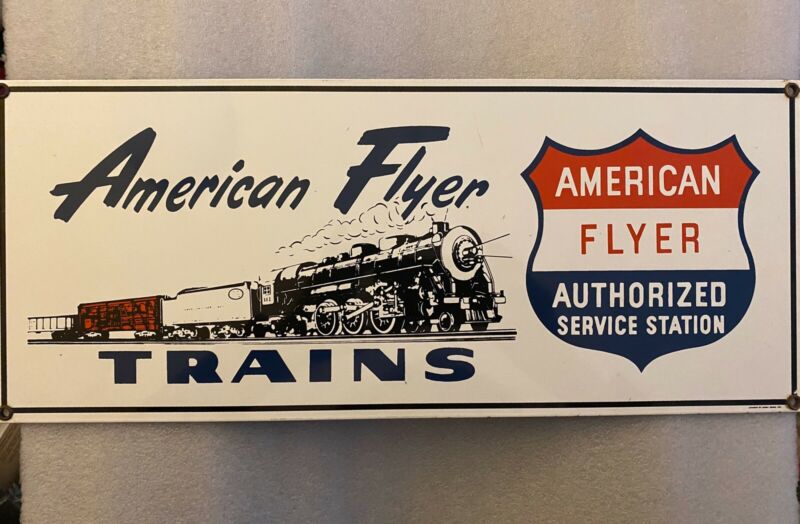 American Flyer
TRAINS
AMERICAN
FLYER
AUTHORIZED
SERVICE STATION